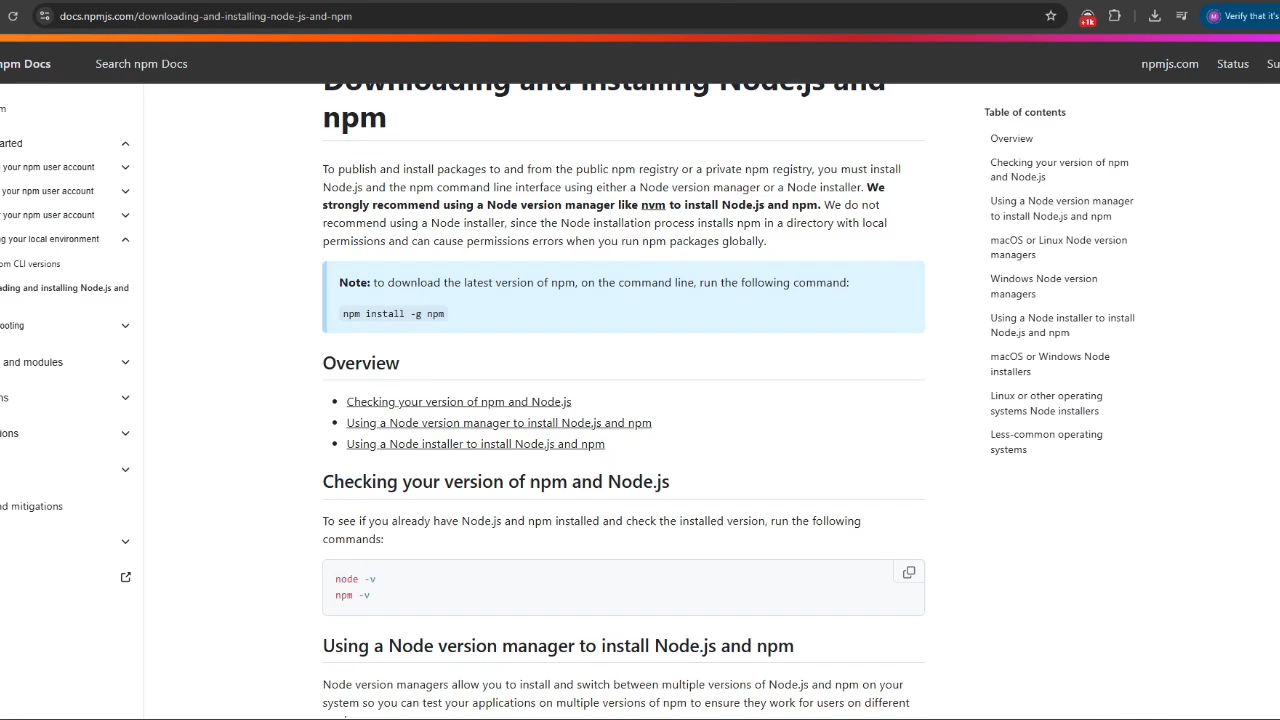 docs.npmjs.com/downloading-and-installing-node-js-and-npm
+1k
M
Verify that it's
npm Docs
Search npm Docs
npmjs.com
Status
Su
m
arted
your npm user account
your npm user account
your npm user account
ng your local environment
om CLI versions
ading and installing Node.js and
ooting
and modules
ns
ions
nd mitigations
Downloading and installing Node.js and
npm
To publish and install packages to and from the public npm registry or a private npm registry, you must install
Node.js and the npm command line interface using either a Node version manager or a Node installer. We
strongly recommend using a Node version manager like nvm to install Node.js and npm. We do not
recommend using a Node installer, since the Node installation process installs npm in a directory with local
permissions and can cause permissions errors when you run npm packages globally.
Note: to download the latest version of npm, on the command line, run the following command:
npm install -g npm
Overview
Checking your version of npm and Node.js
Using a Node version manager to install Node.js and npm
Using a Node installer to install Node.js and npm
Checking your version of npm and Node.js
To see if you already have Node.js and npm installed and check the installed version, run the following
commands:
node -v
npm -v
Using a Node version manager to install Node.js and npm
Node version managers allow you to install and switch between multiple versions of Node.js and npm on your
system so you can test your applications on multiple versions of npm to ensure they work for users on different
Table of contents
Overview
Checking your version of npm
and Node.js
Using a Node version manager
to install Node.js and npm
macOS or Linux Node version
managers
Windows Node version
managers
Using a Node installer to install
Node.js and npm
macOS or Windows Node
installers
Linux or other operating
systems Node installers
Less-common operating
systems